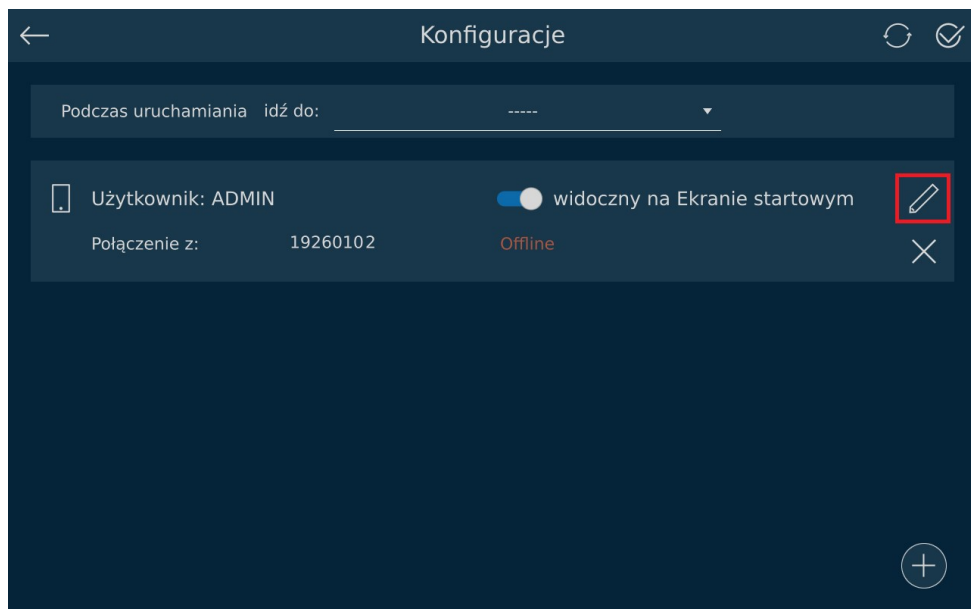 Konfiguracje
Podczas uruchamiania idź do: -----
Użytkownik: ADMIN widoczny na Ekranie startowym
Połączenie z: 19260102 Offline